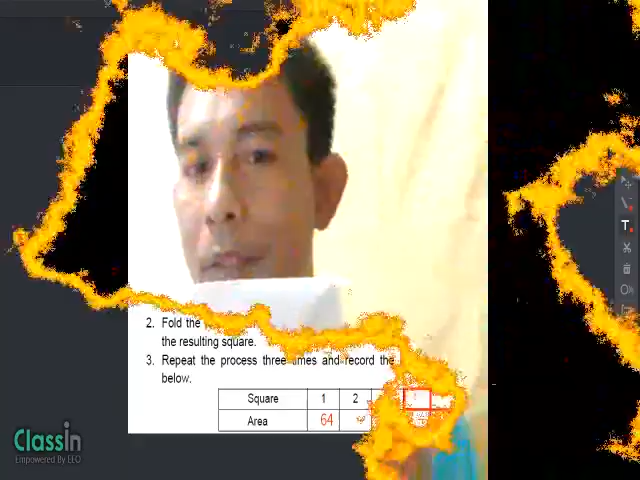 2. Fold the
the resulting square.
3. Repeat the process three times and record the
below.
Square 1 2
Area 64
T
ClassIn
Empowered By EEO